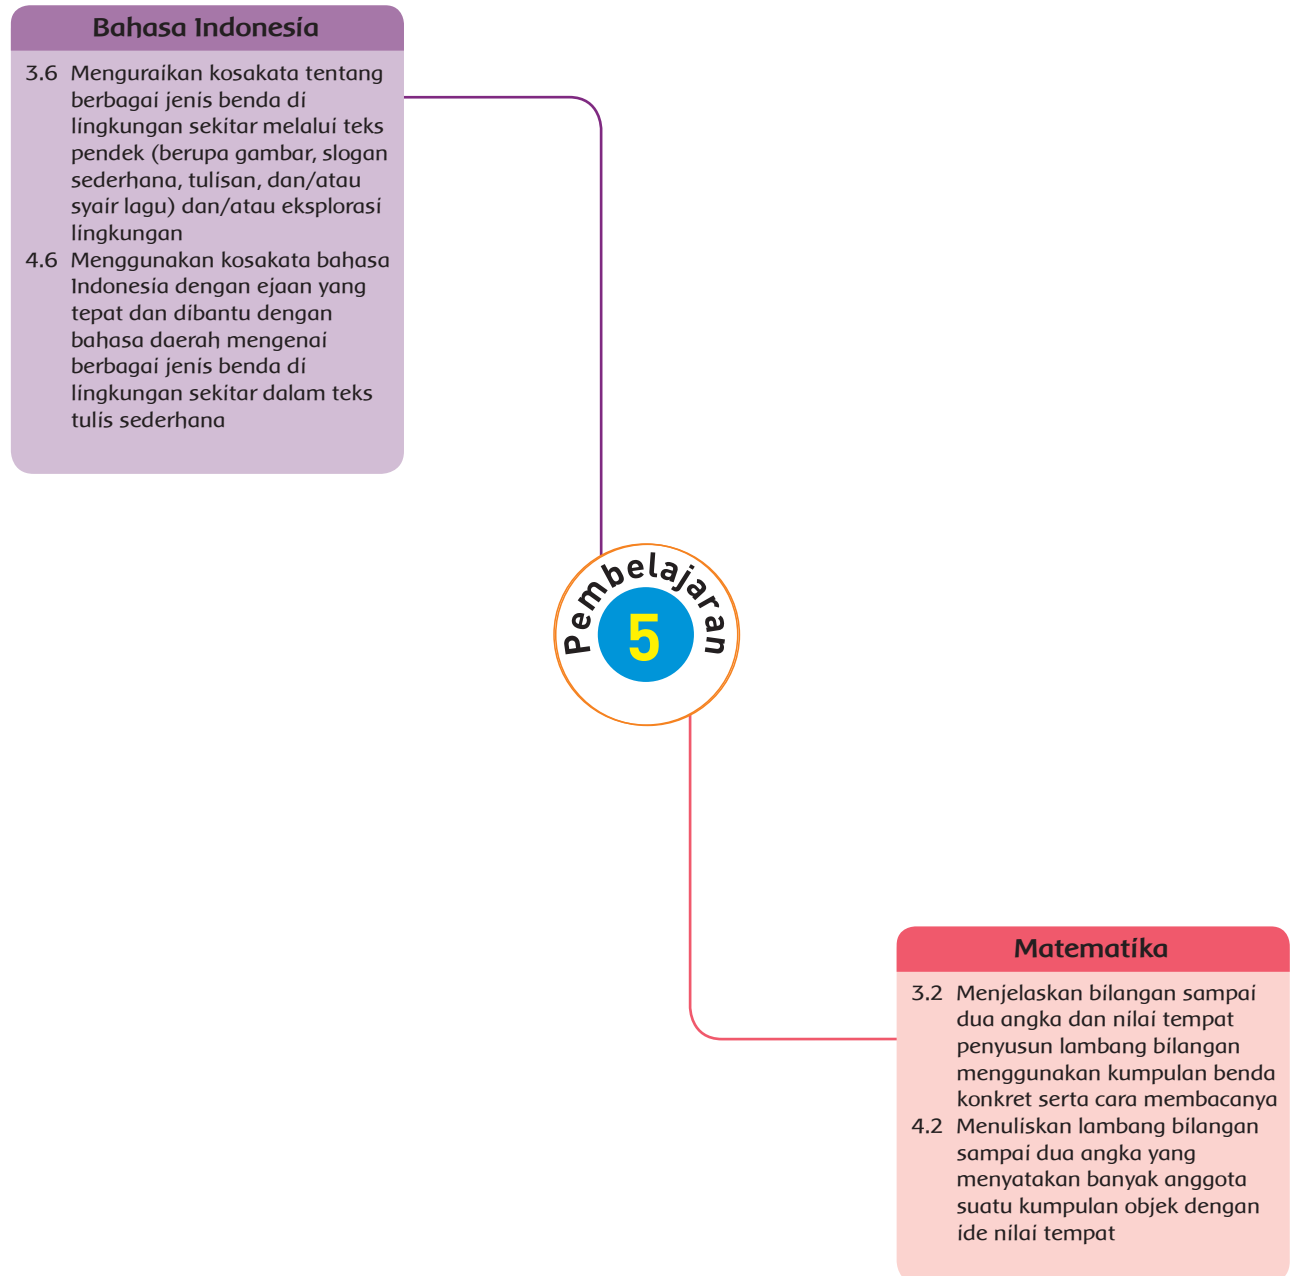 Bahasa Indonesia
3.6 Menguraikan kosakata tentang
berbagai jenis benda di
lingkungan sekitar melalui teks
pendek (berupa gambar, slogan
sederhana, tulisan, dan/atau
syair lagu) dan/atau eksplorasi
lingkungan
4.6 Menggunakan kosakata bahasa
Indonesia dengan ejaan yang
tepat dan dibantu dengan
bahasa daerah mengenai
berbagai jenis benda di
lingkungan sekitar dalam teks
tulis sederhana
Pembelajaran
5
Matematika
3.2 Menjelaskan bilangan sampai
dua angka dan nilai tempat
penyusun lambang bilangan
menggunakan kumpulan benda
konkret serta cara membacanya
4.2 Menuliskan lambang bilangan
sampai dua angka yang
menyatakan banyak anggota
suatu kumpulan objek dengan
ide nilai tempat